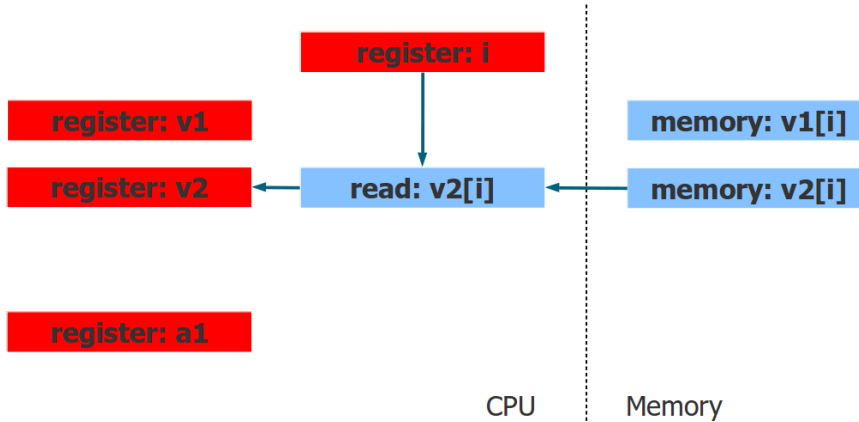 register: i
register: v1
memory: v1[i]
register: v2
read: v2[i]
memory: v2[i]
register: a1
CPU
Memory